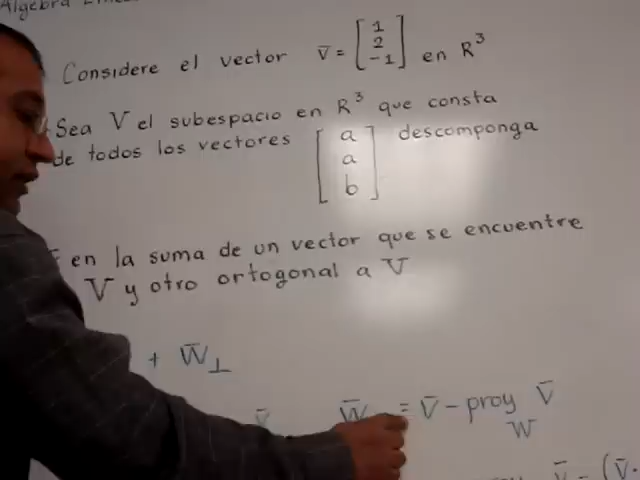 Algebra
Considere el vector v̄ = [1 2 -1] en R³
Sea V el subespacio en R³ que consta
de todos los vectores [a a b] descomponga
en la suma de un vector que se encuentre
V y otro ortogonal a V
+ W̄⊥
v̄ W̄ = v̄ - proy v̄
W
v̄ = (v̄ ·